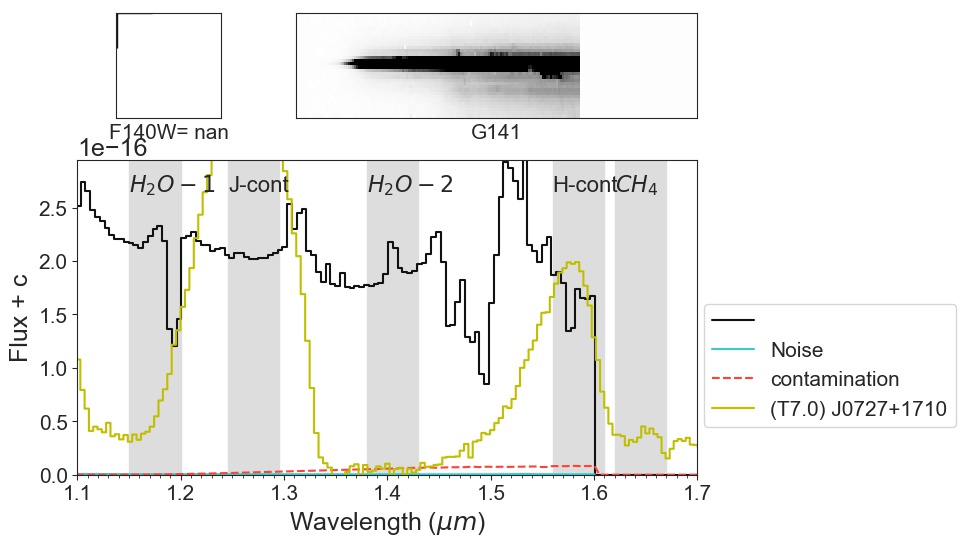 F140W= nan
G141
1e−16
H₂O − 1 J-cont H₂O − 2 H-cont CH₄
2.5
2.0
1.5
1.0
0.5
0.0
Flux + c
1.1 1.2 1.3 1.4 1.5 1.6 1.7
Wavelength (μm)
Noise
contamination
(T7.0) J0727+1710